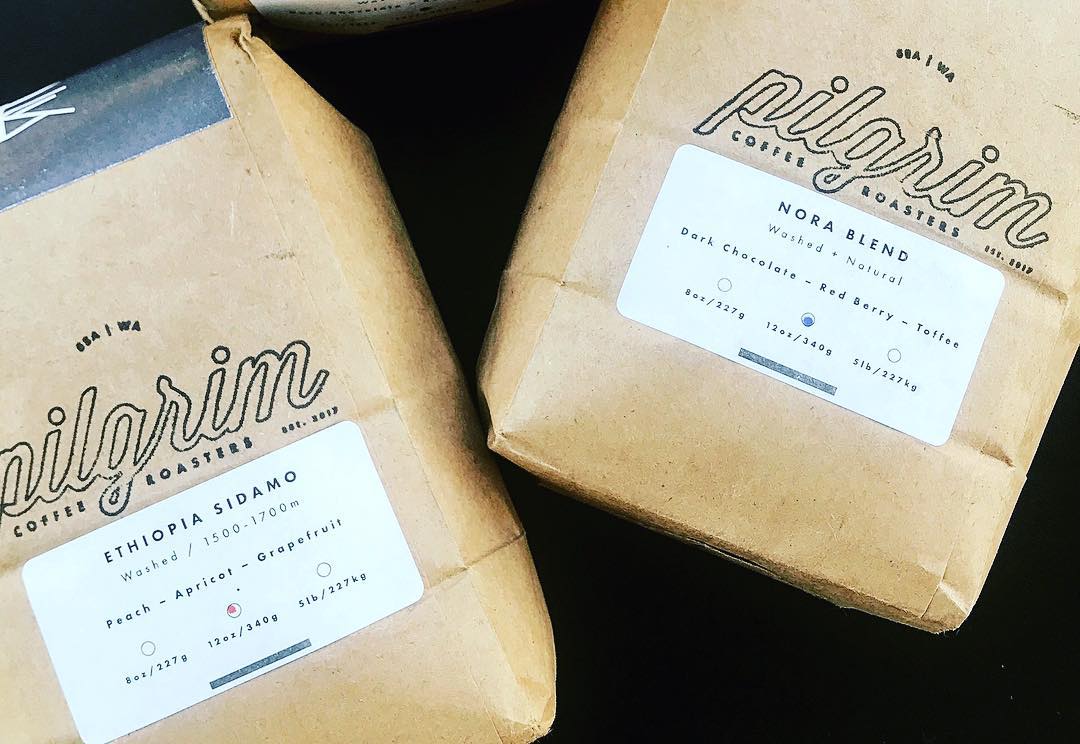 SEA | WA
pilgrim
COFFEE ROASTERS EST. 2017
ETHIOPIA SIDAMO
Washed / 1500-1700m
Peach – Apricot – Grapefruit
8oz/227g 12oz/340g 5lb/227kg
SEA | WA
pilgrim
COFFEE ROASTERS EST. 2017
NORA BLEND
Washed + Natural
Dark Chocolate – Red Berry – Toffee
8oz/227g 12oz/340g 5lb/227kg